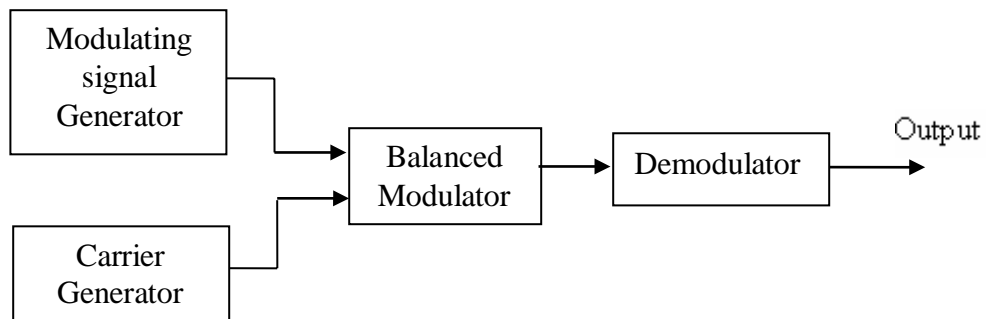 Modulating
signal
Generator
Balanced
Modulator
Demodulator
Output
Carrier
Generator